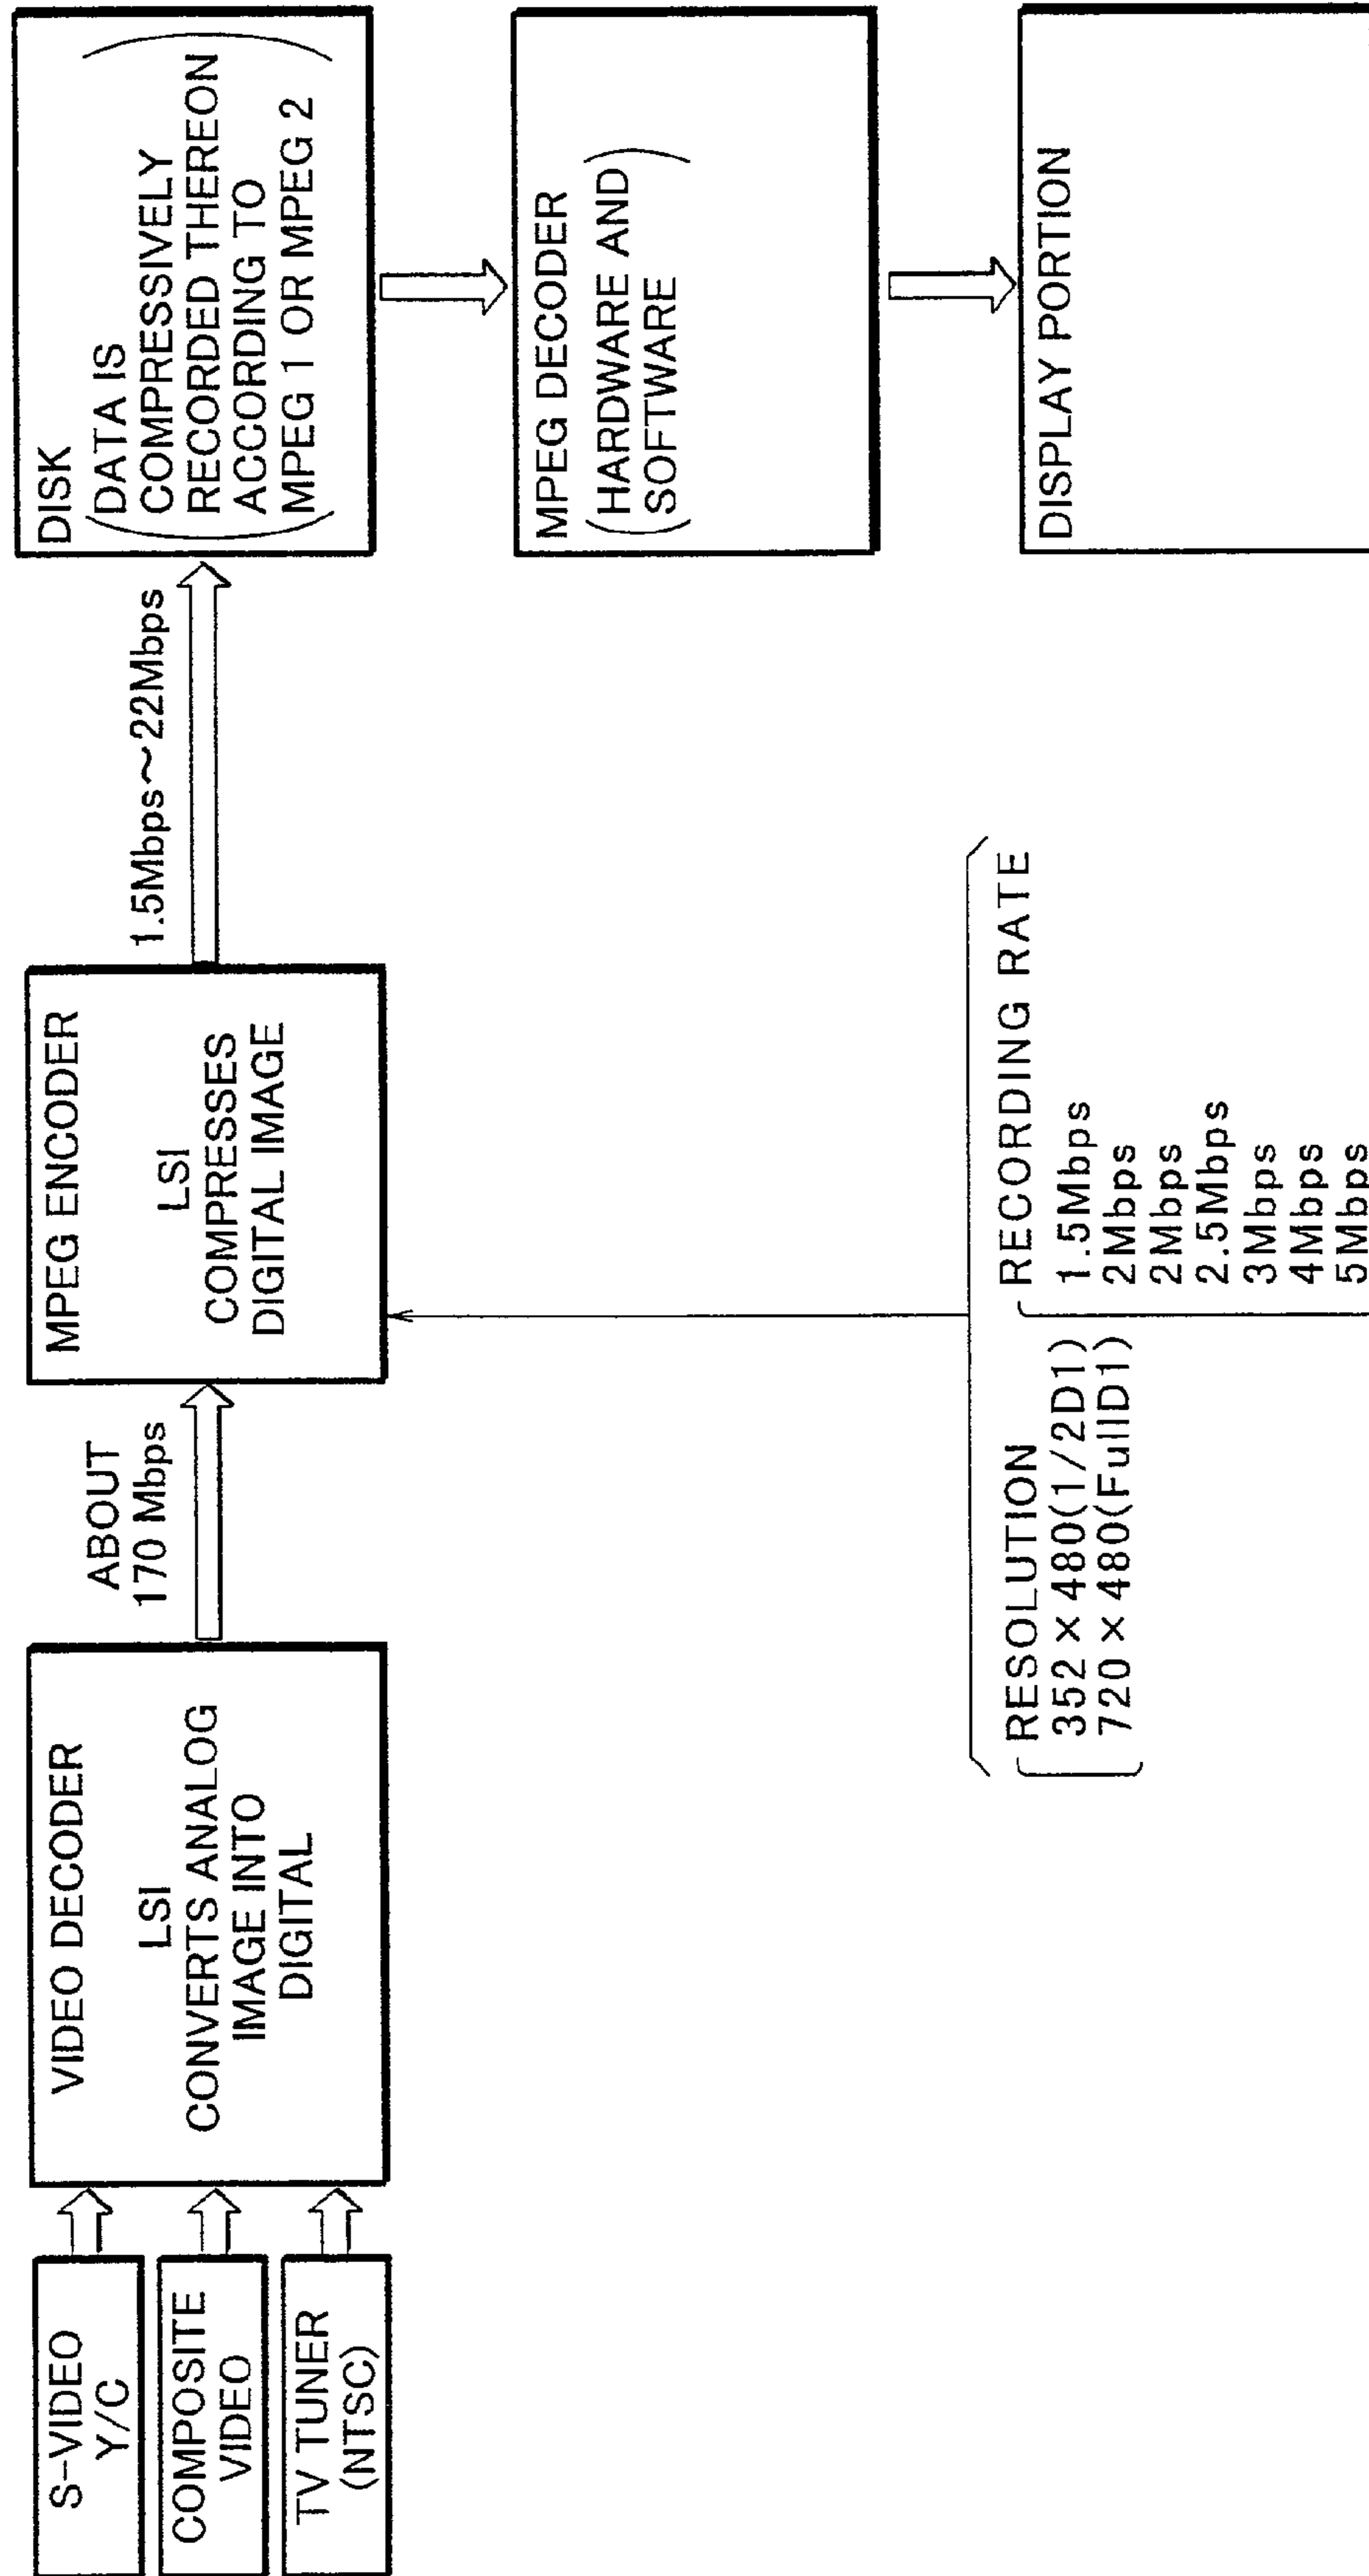 S-VIDEO
Y/C
COMPOSITE
VIDEO
TV TUNER
(NTSC)
VIDEO DECODER
LSI
CONVERTS ANALOG
IMAGE INTO
DIGITAL
ABOUT
170 Mbps
MPEG ENCODER
LSI
COMPRESSES
DIGITAL IMAGE
1.5Mbps~22Mbps
DISK
(DATA IS
COMPRESSIVELY
RECORDED THEREON
ACCORDING TO
MPEG 1 OR MPEG 2)
MPEG DECODER
(HARDWARE AND
SOFTWARE)
DISPLAY PORTION
RESOLUTION
352×480(1/2D1)
720×480(FullD1)
RECORDING RATE
1.5Mbps
2Mbps
2Mbps
2.5Mbps
3Mbps
4Mbps
5Mbps